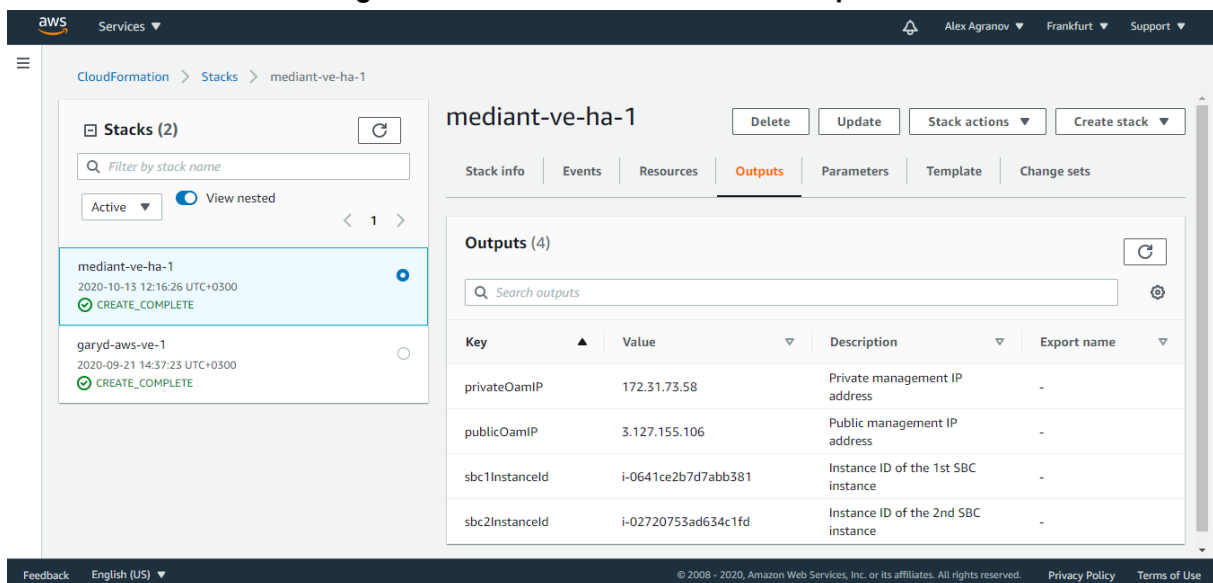 aws Services ▼ Alex Agranov ▼ Frankfurt ▼ Support ▼
CloudFormation > Stacks > mediant-ve-ha-1
Stacks (2)
Filter by stack name
Active ▼ View nested
< 1 >
mediant-ve-ha-1
2020-10-13 12:16:26 UTC+0300
CREATE_COMPLETE
garyd-aws-ve-1
2020-09-21 14:37:23 UTC+0300
CREATE_COMPLETE
mediant-ve-ha-1 Delete Update Stack actions ▼ Create stack ▼
Stack info Events Resources Outputs Parameters Template Change sets
Outputs (4)
Search outputs
Key Value Description Export name
privateOamIP 172.31.73.58 Private management IP address -
publicOamIP 3.127.155.106 Public management IP address -
sbc1InstanceId i-0641ce2b7d7abb381 Instance ID of the 1st SBC instance -
sbc2InstanceId i-02720753ad634c1fd Instance ID of the 2nd SBC instance -
Feedback English (US) ▼ © 2008 - 2020, Amazon Web Services, Inc. or its affiliates. All rights reserved. Privacy Policy Terms of Use